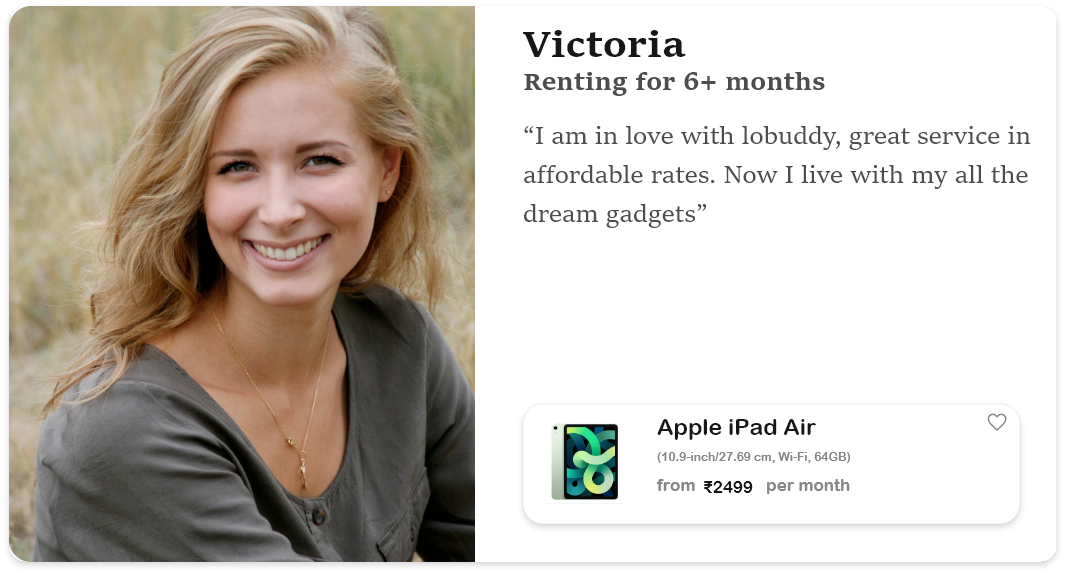 Victoria
Renting for 6+ months
“I am in love with lobuddy, great service in
affordable rates. Now I live with my all the
dream gadgets”
Apple iPad Air
(10.9-inch/27.69 cm, Wi-Fi, 64GB)
from ₹2499 per month